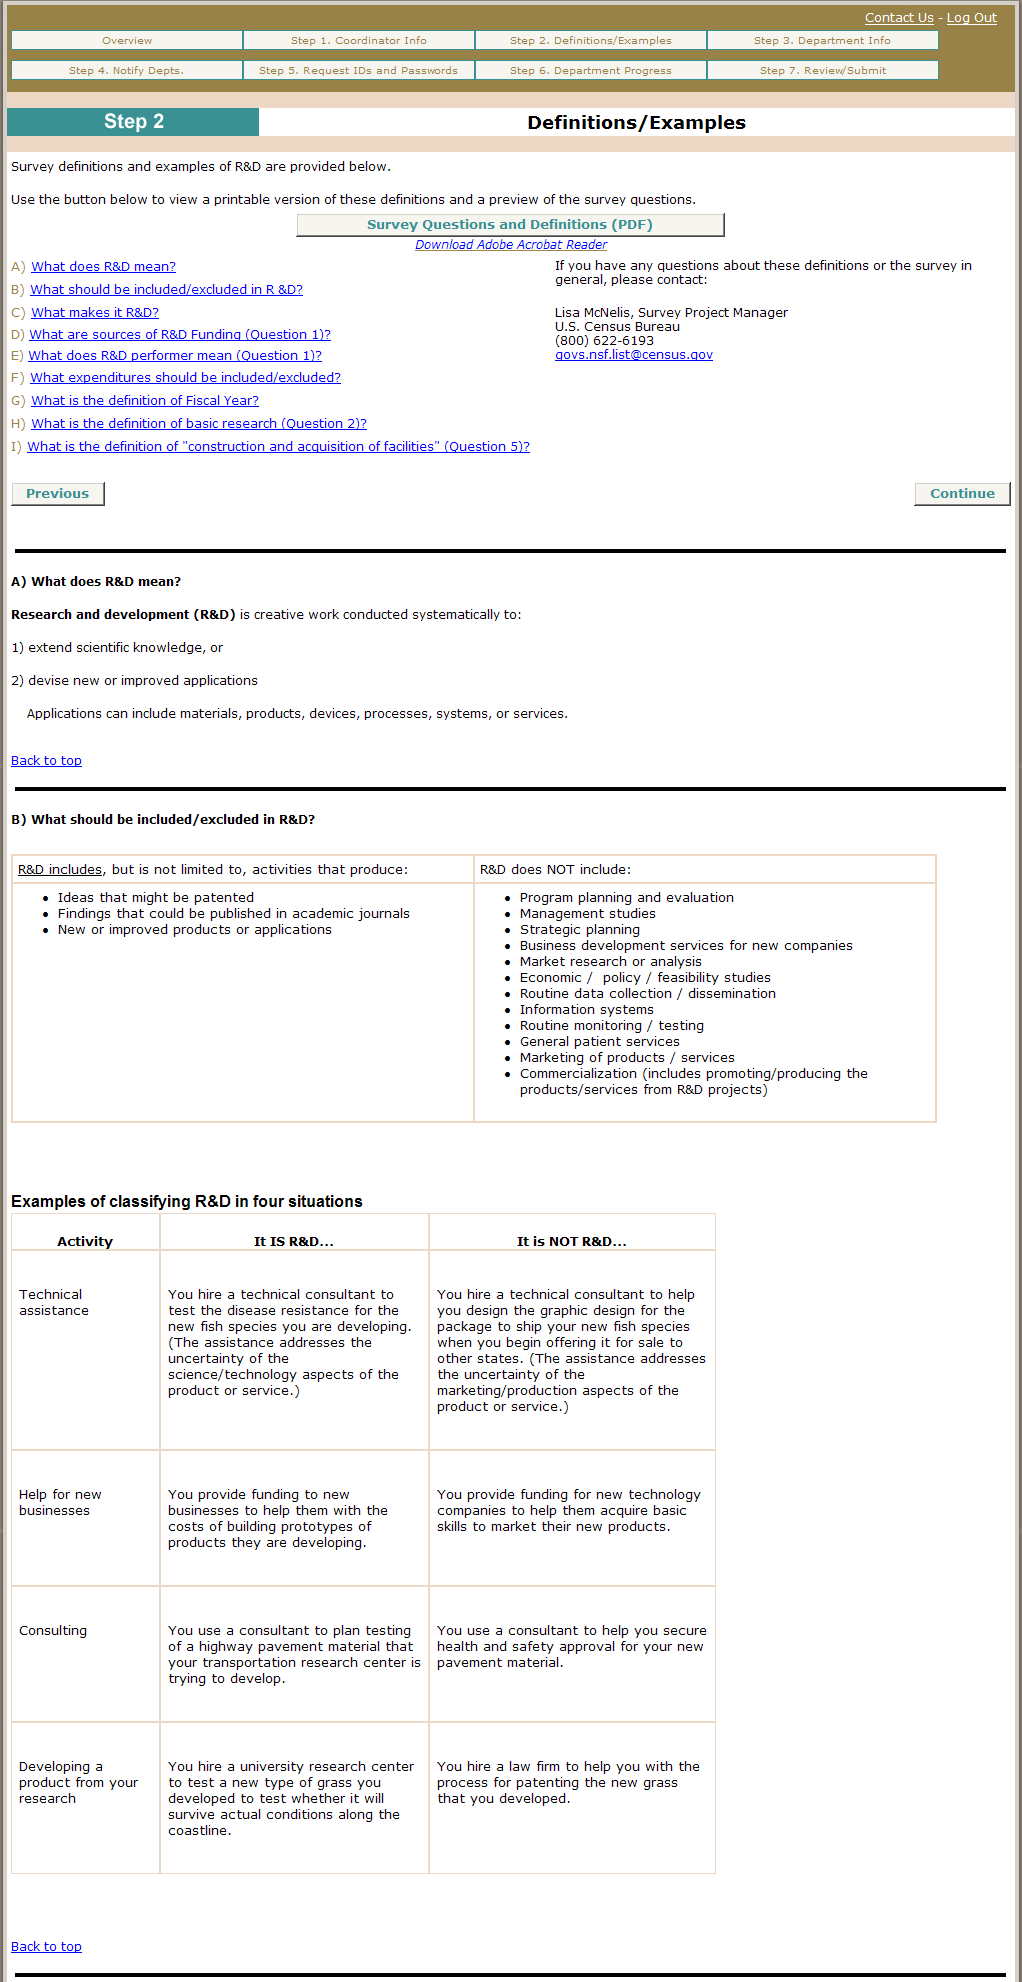 Contact Us - Log Out
Overview
Step 1. Coordinator Info
Step 2. Definitions/Examples
Step 3. Department Info
Step 4. Notify Depts.
Step 5. Request IDs and Passwords
Step 6. Department Progress
Step 7. Review/Submit
Step 2
Definitions/Examples
Survey definitions and examples of R&D are provided below.
Use the button below to view a printable version of these definitions and a preview of the survey questions.
Survey Questions and Definitions (PDF)
Download Adobe Acrobat Reader
A) What does R&D mean?
B) What should be included/excluded in R &D?
C) What makes it R&D?
D) What are sources of R&D Funding (Question 1)?
E) What does R&D performer mean (Question 1)?
F) What expenditures should be included/excluded?
G) What is the definition of Fiscal Year?
H) What is the definition of basic research (Question 2)?
I) What is the definition of "construction and acquisition of facilities" (Question 5)?
If you have any questions about these definitions or the survey in
general, please contact:
Lisa McNelis, Survey Project Manager
U.S. Census Bureau
(800) 622-6193
govs.nsf.list@census.gov
Previous
Continue
A) What does R&D mean?
Research and development (R&D) is creative work conducted systematically to:
1) extend scientific knowledge, or
2) devise new or improved applications
Applications can include materials, products, devices, processes, systems, or services.
Back to top
B) What should be included/excluded in R&D?
R&D includes, but is not limited to, activities that produce:
• Ideas that might be patented
• Findings that could be published in academic journals
• New or improved products or applications
R&D does NOT include:
• Program planning and evaluation
• Management studies
• Strategic planning
• Business development services for new companies
• Market research or analysis
• Economic /  policy / feasibility studies
• Routine data collection / dissemination
• Information systems
• Routine monitoring / testing
• General patient services
• Marketing of products / services
• Commercialization (includes promoting/producing the
products/services from R&D projects)
Examples of classifying R&D in four situations
Activity
It IS R&D...
It is NOT R&D...
Technical
assistance
You hire a technical consultant to
test the disease resistance for the
new fish species you are developing.
(The assistance addresses the
uncertainty of the
science/technology aspects of the
product or service.)
You hire a technical consultant to help
you design the graphic design for the
package to ship your new fish species
when you begin offering it for sale to
other states. (The assistance addresses
the uncertainty of the
marketing/production aspects of the
product or service.)
Help for new
businesses
You provide funding to new
businesses to help them with the
costs of building prototypes of
products they are developing.
You provide funding for new technology
companies to help them acquire basic
skills to market their new products.
Consulting
You use a consultant to plan testing
of a highway pavement material that
your transportation research center is
trying to develop.
You use a consultant to help you secure
health and safety approval for your new
pavement material.
Developing a
product from your
research
You hire a university research center
to test a new type of grass you
developed to test whether it will
survive actual conditions along the
coastline.
You hire a law firm to help you with the
process for patenting the new grass
that you developed.
Back to top